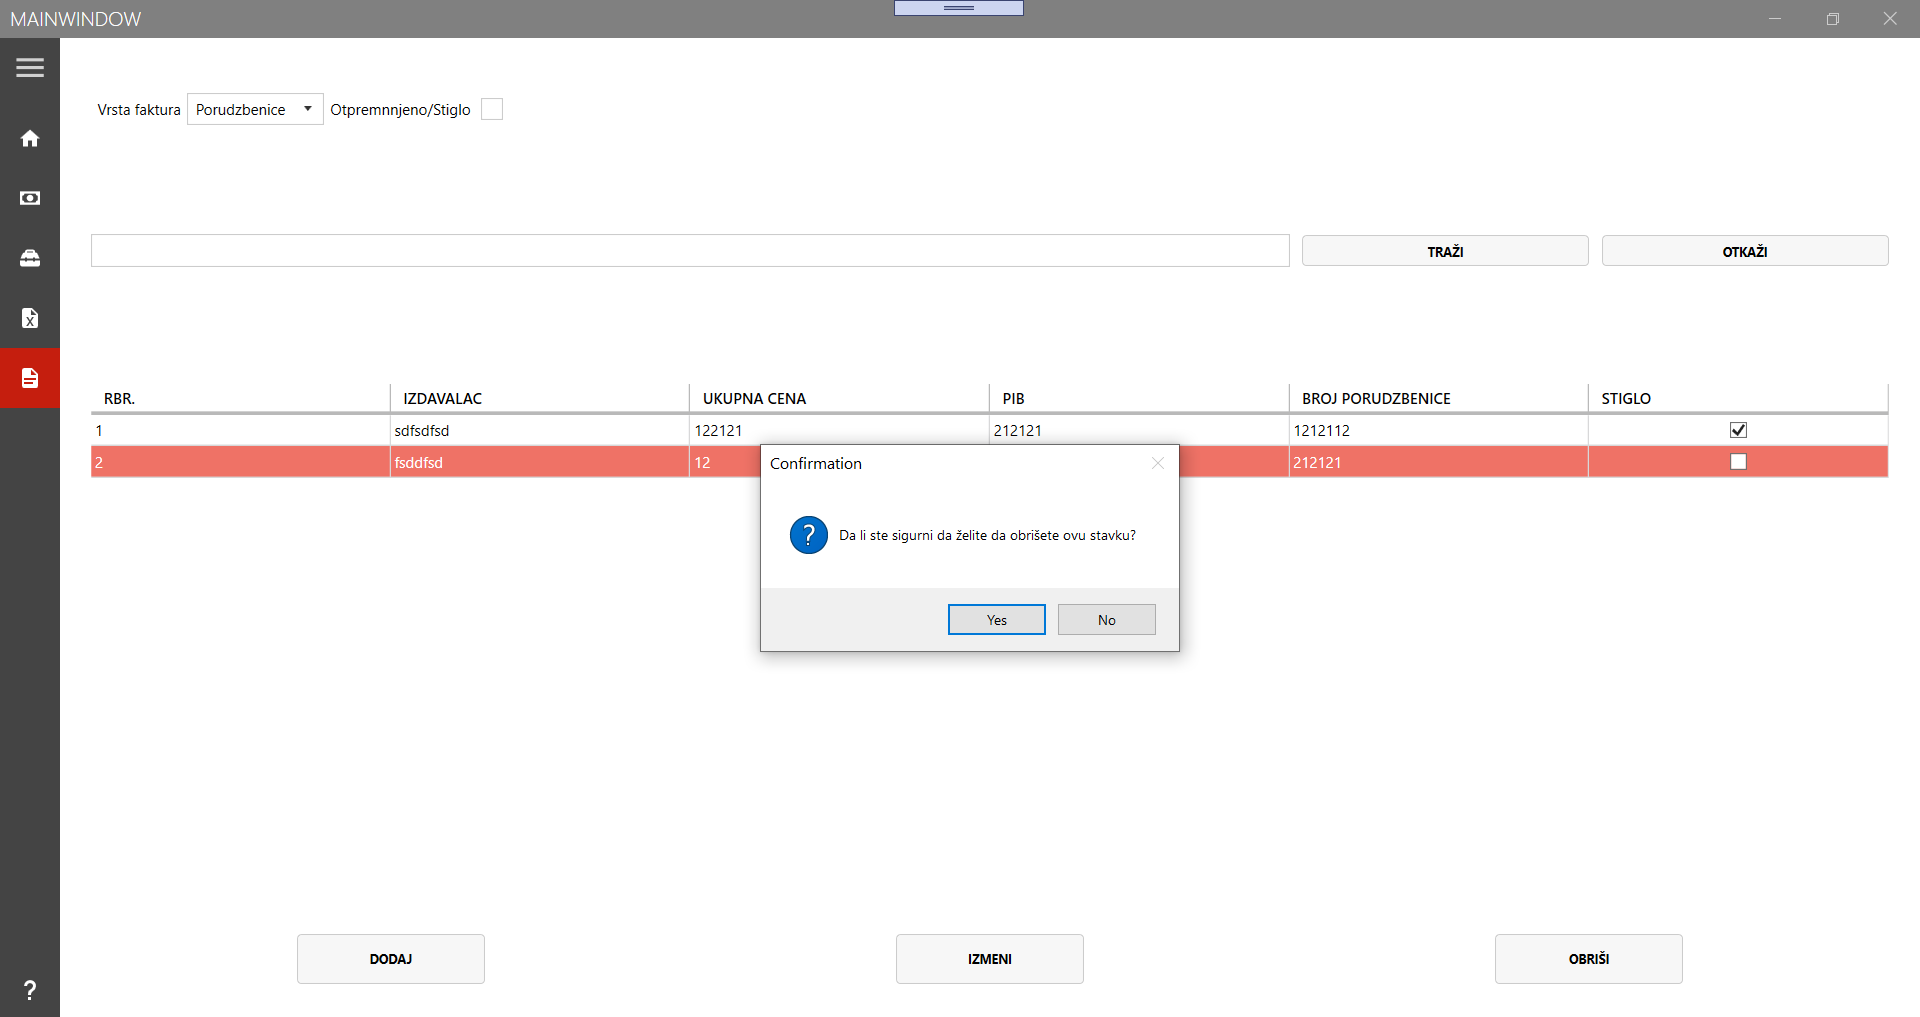 MAINWINDOW
Vrsta faktura Porudzbenice Otpremnnjeno/Stiglo
TRAŽI OTKAŽI
RBR. IZDAVALAC UKUPNA CENA PIB BROJ PORUDZBENICE STIGLO
1 sdfsdfsd 122121 212121 1212112
2 fsddfsd 12 212121
Confirmation
? Da li ste sigurni da želite da obrišete ovu stavku?
Yes No
DODAJ IZMENI OBRIŠI
?